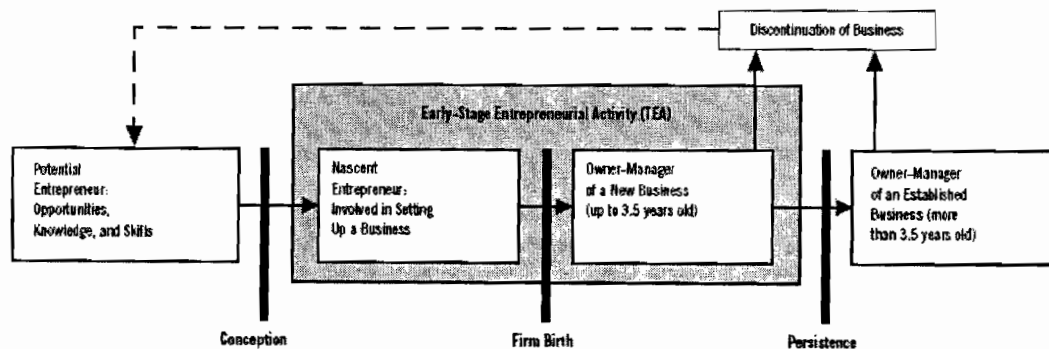 Discontinuation of Business
Early-Stage Entrepreneurial Activity (TEA)
Potential
Entrepreneur:
Opportunities,
Knowledge, and Skills
Nascent
Entrepreneur:
Involved in Setting
Up a Business
Owner-Manager
of a New Business
(up to 3.5 years old)
Owner-Manager
of an Established
Business (more
than 3.5 years old)
Conception
Firm Birth
Persistence